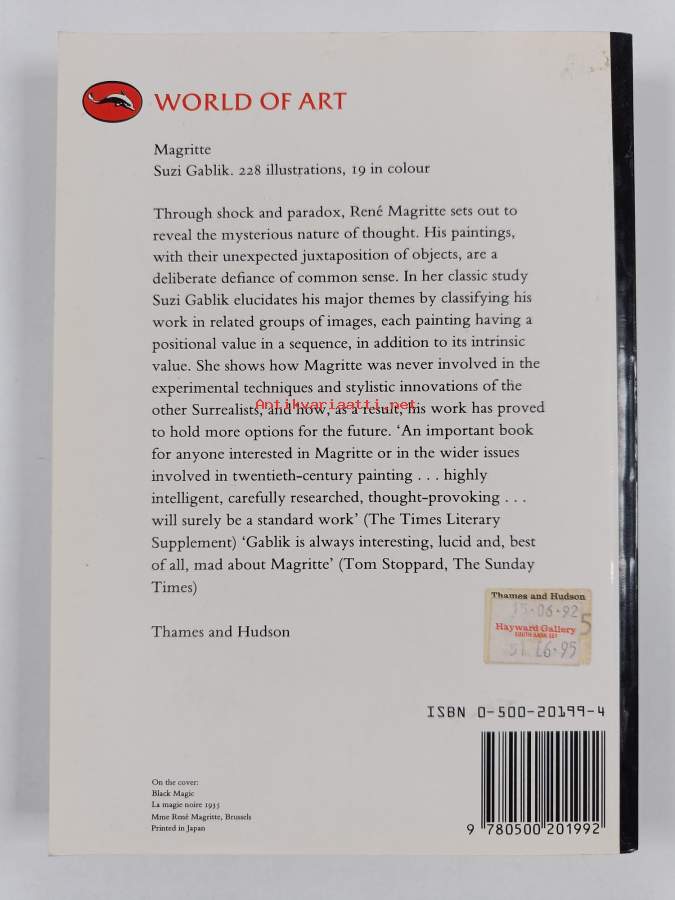 WORLD OF ART
Magritte
Suzi Gablik. 228 illustrations, 19 in colour
Through shock and paradox, René Magritte sets out to
reveal the mysterious nature of thought. His paintings,
with their unexpected juxtaposition of objects, are a
deliberate defiance of common sense. In her classic study
Suzi Gablik elucidates his major themes by classifying his
work in related groups of images, each painting having a
positional value in a sequence, in addition to its intrinsic
value. She shows how Magritte was never involved in the
experimental techniques and stylistic innovations of the
other Surrealists, and how, as a result, his work has proved
Antikvariaatti.net
to hold more options for the future. ‘An important book
for anyone interested in Magritte or in the wider issues
involved in twentieth-century painting . . . highly
intelligent, carefully researched, thought-provoking . . .
will surely be a standard work’ (The Times Literary
Supplement) ‘Gablik is always interesting, lucid and, best
of all, mad about Magritte’ (Tom Stoppard, The Sunday
Times)
Thames and Hudson
Thames and Hudson
15·06·92
Hayward Gallery
5
SOUTH BANK SE1
6·95
ISBN 0-500-20199-4
9 780500 201992
On the cover:
Black Magic
La magie noire 1935
Mme René Magritte, Brussels
Printed in Japan